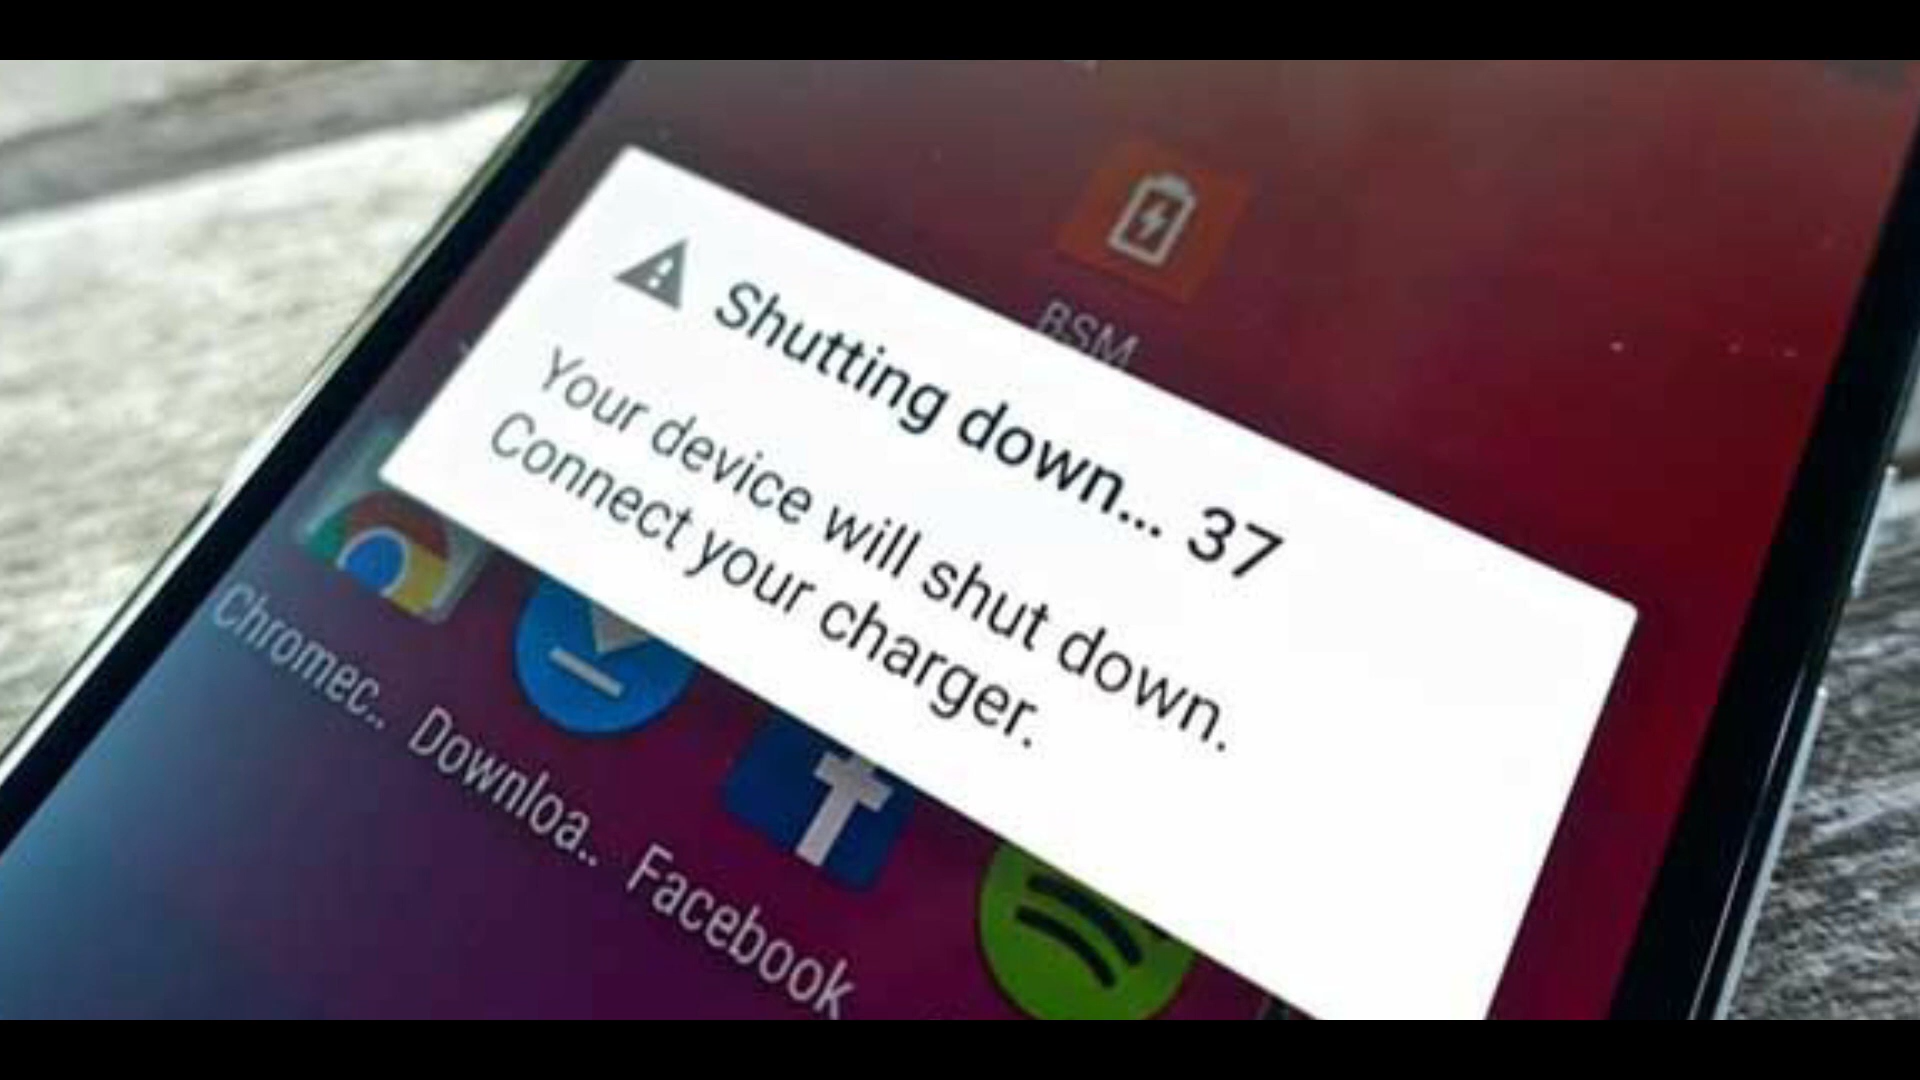 BSM
Shutting down... 37
Your device will shut down.
Connect your charger.
Chromec..
Downloa..
Facebook